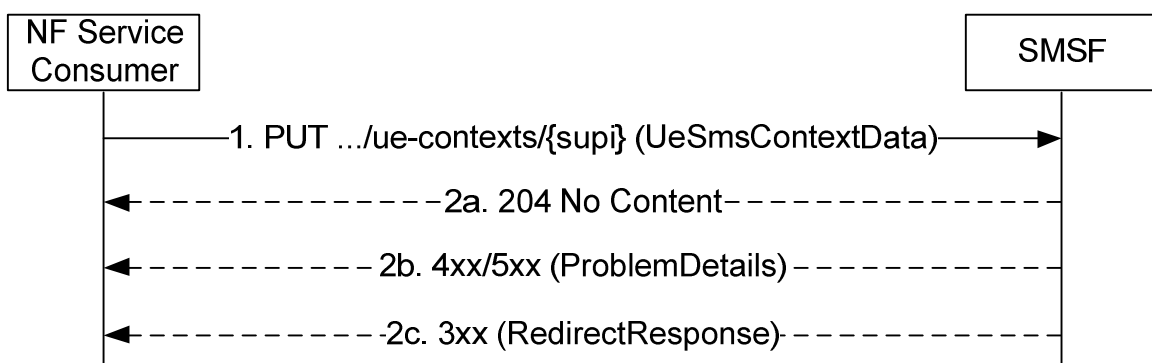 NF Service
Consumer
SMSF
1. PUT .../ue-contexts/{supi} (UeSmsContextData)
2a. 204 No Content
2b. 4xx/5xx (ProblemDetails)
2c. 3xx (RedirectResponse)